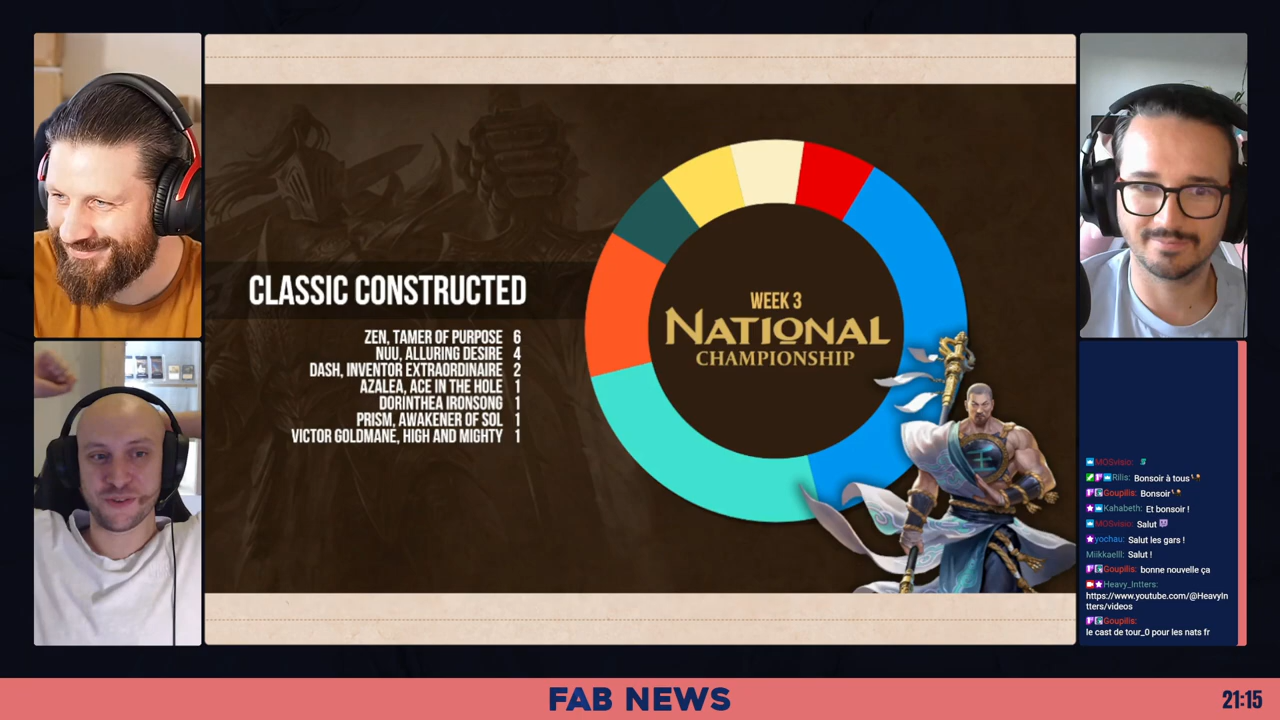 CLASSIC CONSTRUCTED
ZEN, TAMER OF PURPOSE 6
NUU, ALLURING DESIRE 4
DASH, INVENTOR EXTRAORDINAIRE 2
AZALEA, ACE IN THE HOLE 1
DORINTHEA IRONSONG 1
PRISM, AWAKENER OF SOL 1
VICTOR GOLDMANE, HIGH AND MIGHTY 1
WEEK 3
NATIONAL
CHAMPIONSHIP
MOSvisio:
Rilis: Bonsoir à tous
Goupilis: Bonsoir
Kahabeth: Et bonsoir !
MOSvisio: Salut
yochau: Salut les gars !
Miikkaelll: Salut !
Goupilis: bonne nouvelle ça
Heavy_Intters:
https://www.youtube.com/@HeavyIn
tters/videos
Goupilis:
le cast de tour_0 pour les nats fr
FAB NEWS
21:15